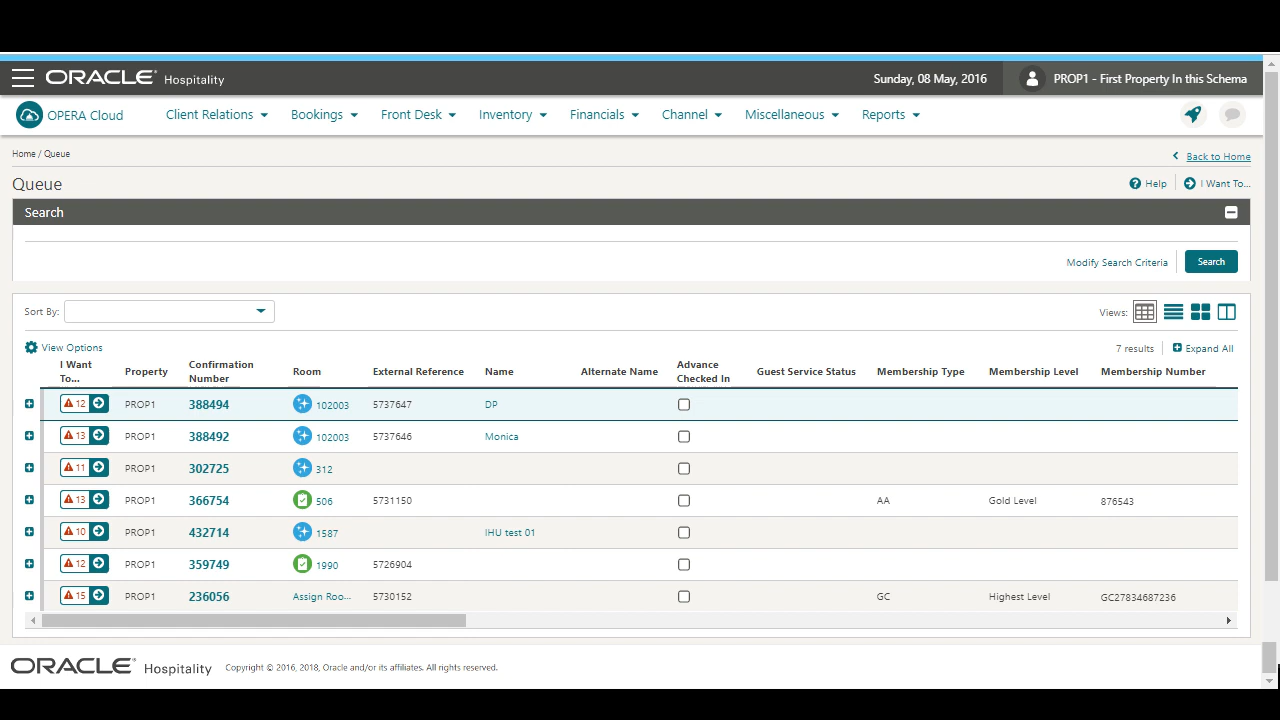 ORACLE Hospitality Sunday, 08 May, 2016 PROP1 - First Property In this Schema
OPERA Cloud Client Relations Bookings Front Desk Inventory Financials Channel Miscellaneous Reports
Home / Queue Back to Home
Queue Help I Want To...
Search
Modify Search Criteria Search
Sort By: Views:
View Options 7 results Expand All
I Want To... Property Confirmation Number Room External Reference Name Alternate Name Advance Checked In Guest Service Status Membership Type Membership Level Membership Number
12 PROP1 388494 102003 5737647 DP
13 PROP1 388492 102003 5737646 Monica
11 PROP1 302725 312
13 PROP1 366754 506 5731150 AA Gold Level 876543
10 PROP1 432714 1587 IHU test 01
12 PROP1 359749 1990 5726904
15 PROP1 236056 Assign Roo... 5730152 GC Highest Level GC27834687236
ORACLE Hospitality Copyright © 2016, 2018, Oracle and/or its affiliates. All rights reserved.